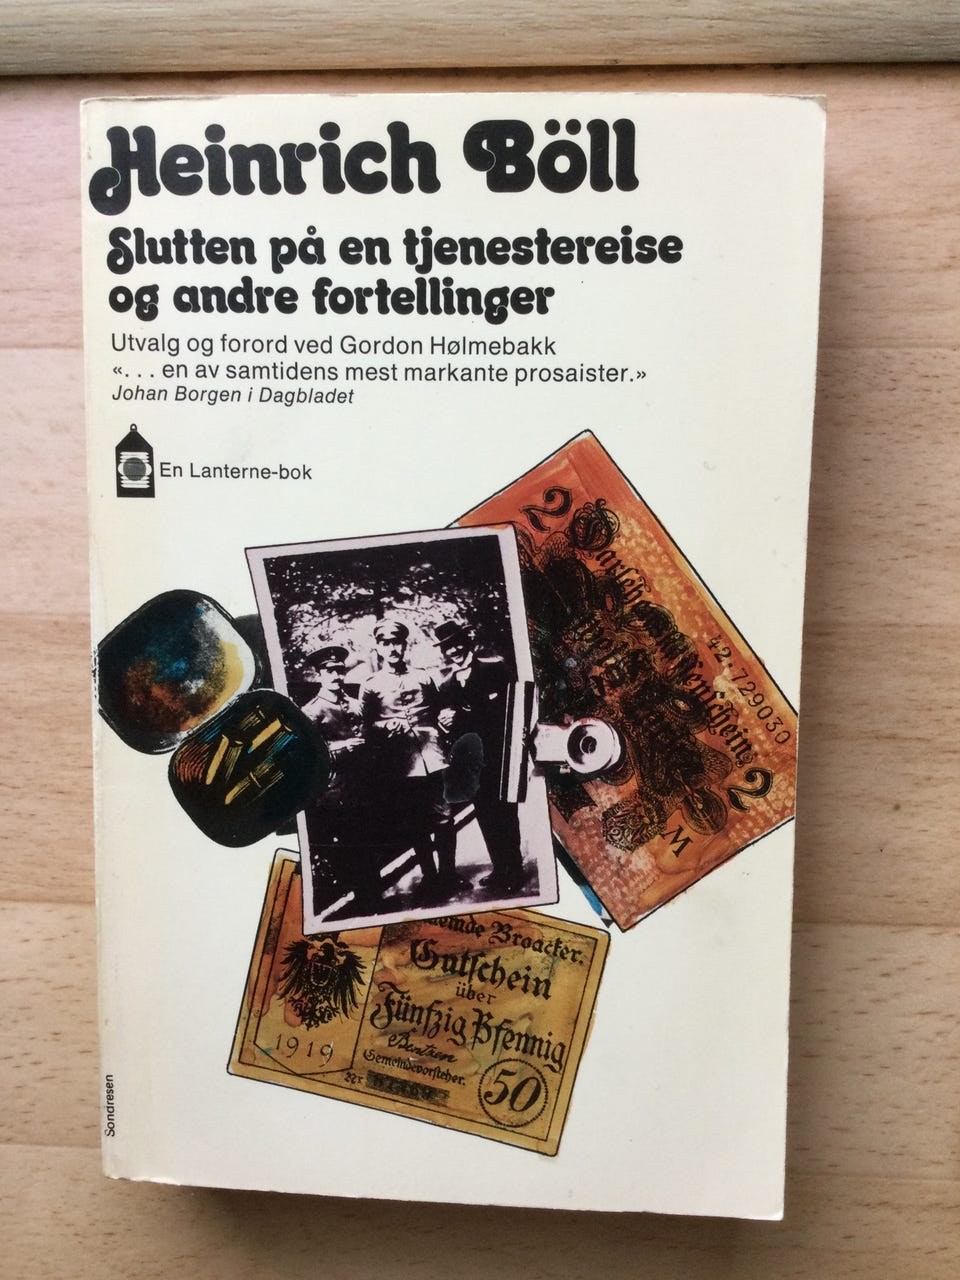 Heinrich Böll
Slutten på en tjenestereise
og andre fortellinger
Utvalg og forord ved Gordon Hølmebakk
«. . . en av samtidens mest markante prosaister.»
Johan Borgen i Dagbladet
En Lanterne-bok
2
Darlehenskassenschein
42·729030
2
M
Broacker.
Gutschein
über
Fünfzig Pfennig
Gemeindevorsteher.
Nr.
1919
50
Sondresen